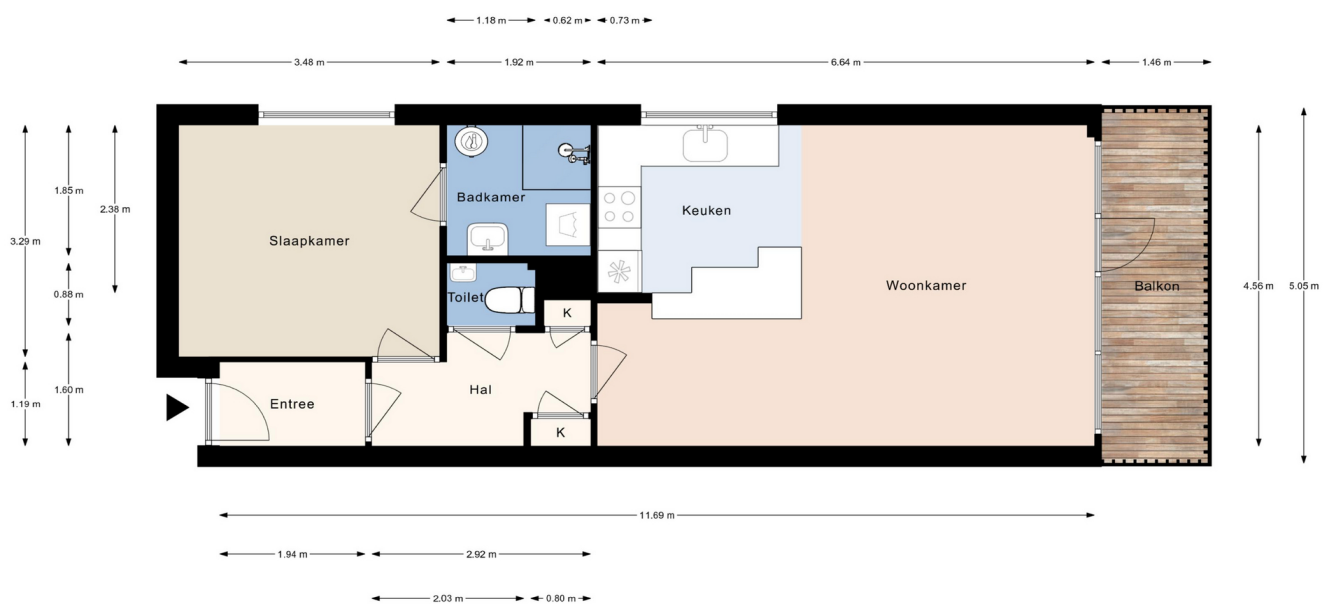 1.18 m
0.62 m
0.73 m
3.48 m
1.92 m
6.64 m
1.46 m
1.85 m
2.38 m
3.29 m
0.88 m
1.60 m
1.19 m
Badkamer
Keuken
Slaapkamer
Toilet
Woonkamer
Balkon
4.56 m
5.05 m
K
Hal
Entree
K
11.69 m
1.94 m
2.92 m
2.03 m
0.80 m